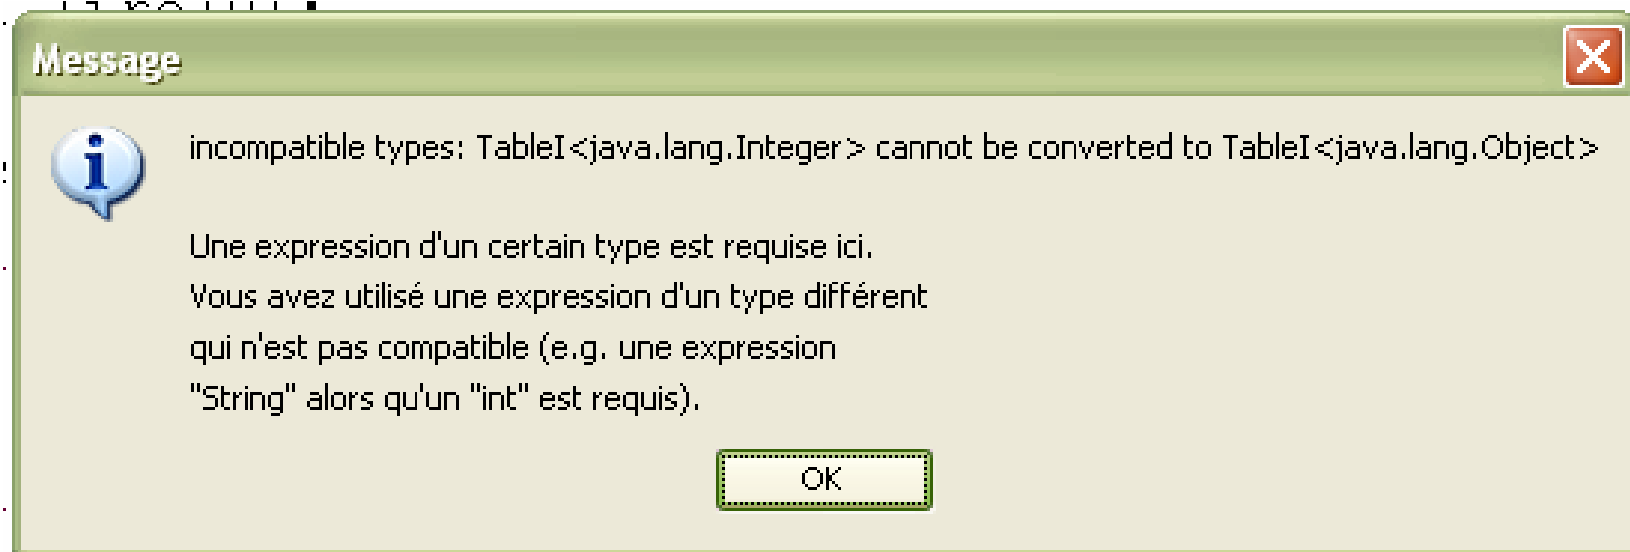 Message
incompatible types: TableI<java.lang.Integer> cannot be converted to TableI<java.lang.Object>
Une expression d'un certain type est requise ici.
Vous avez utilisé une expression d'un type différent
qui n'est pas compatible (e.g. une expression
"String" alors qu'un "int" est requis).
OK